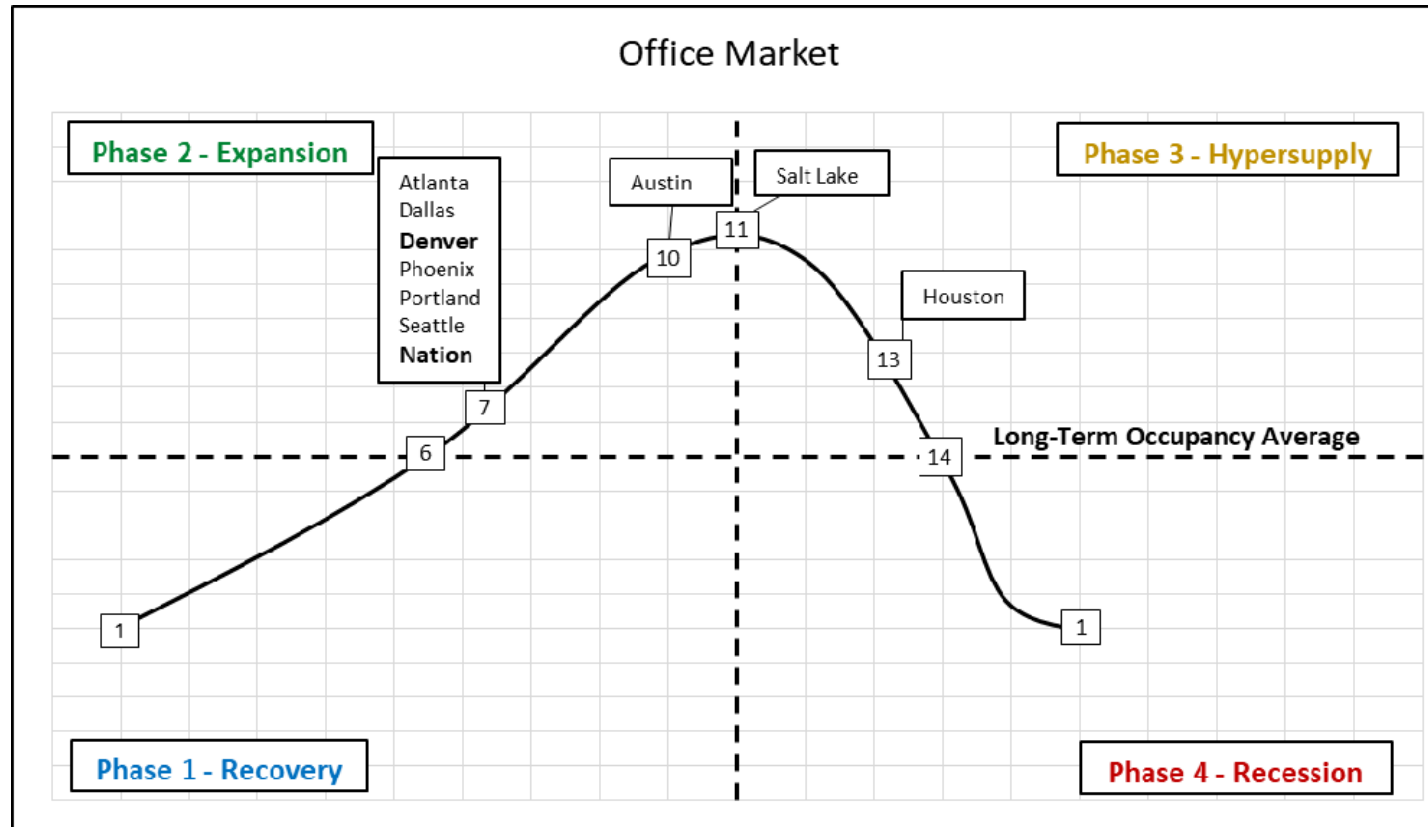 Office Market
Phase 2 - Expansion
Phase 3 - Hypersupply
Atlanta
Dallas
Denver
Phoenix
Portland
Seattle
Nation
Austin
Salt Lake
11
10
Houston
13
7
Long-Term Occupancy Average
6
14
1
1
Phase 1 - Recovery
Phase 4 - Recession